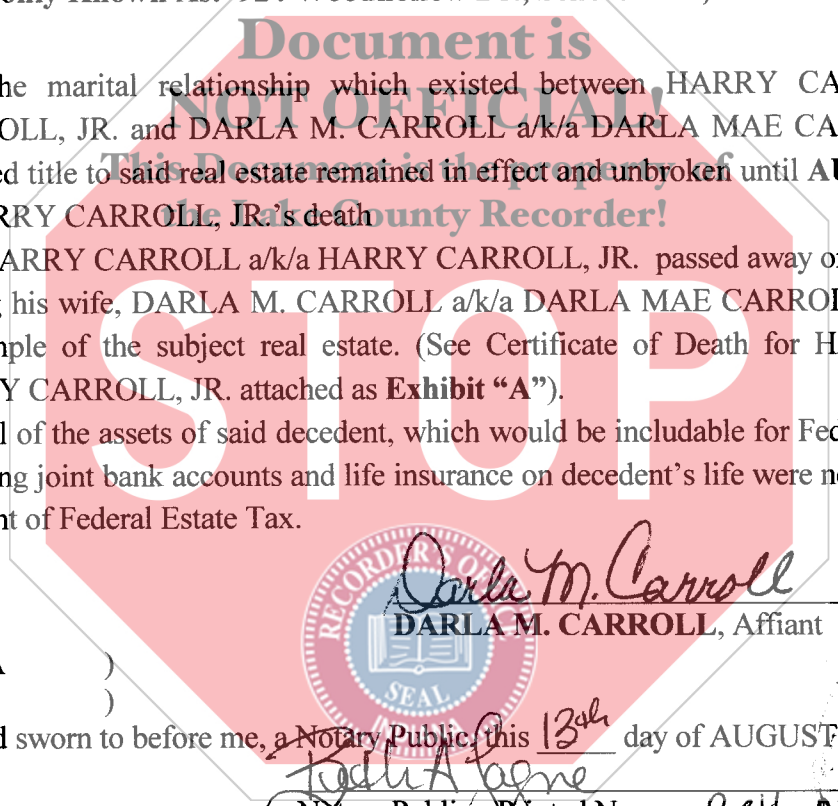 Document is
he marital relationship which existed between HARRY CA
NOT OFFICIAL!
OLL, JR. and DARLA M. CARROLL a/k/a DARLA MAE CA
This Document is the property of
ed title to said real estate remained in effect and unbroken until AU
the Lake County Recorder!
RRY CARROLL, JR.'s death
ARRY CARROLL a/k/a HARRY CARROLL, JR. passed away o
his wife, DARLA M. CARROLL a/k/a DARLA MAE CARROL
mple of the subject real estate. (See Certificate of Death for H
Y CARROLL, JR. attached as Exhibit “A”).
STOP
l of the assets of said decedent, which would be includable for Fed
ng joint bank accounts and life insurance on decedent's life were n
nt of Federal Estate Tax.
Darla M. Carroll
DARLA M. CARROLL, Affiant
RECORDER'S OFFICE
SEAL
INDIANA
A )
)
d sworn to before me, a Notary Public, this 13th day of AUGUST